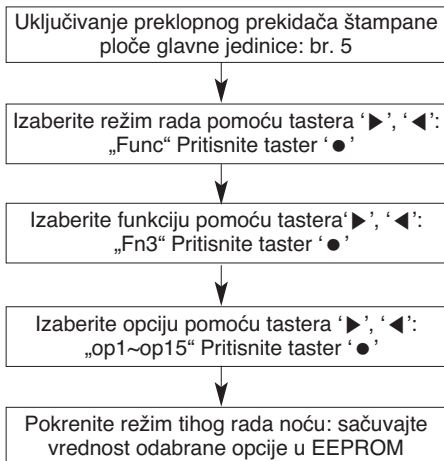 Uključivanje preklopnog prekidača štampane
ploče glavne jedinice: br. 5
Izaberite režim rada pomoću tastera ‘▶’, ‘◀’:
„Func“ Pritisnite taster ‘●’
Izaberite funkciju pomoću tastera‘▶’, ‘◀’:
„Fn3“ Pritisnite taster ‘●’
Izaberite opciju pomoću tastera ‘▶’, ‘◀’:
„op1~op15“ Pritisnite taster ‘●’
Pokrenite režim tihog rada noću: sačuvajte
vrednost odabrane opcije u EEPROM